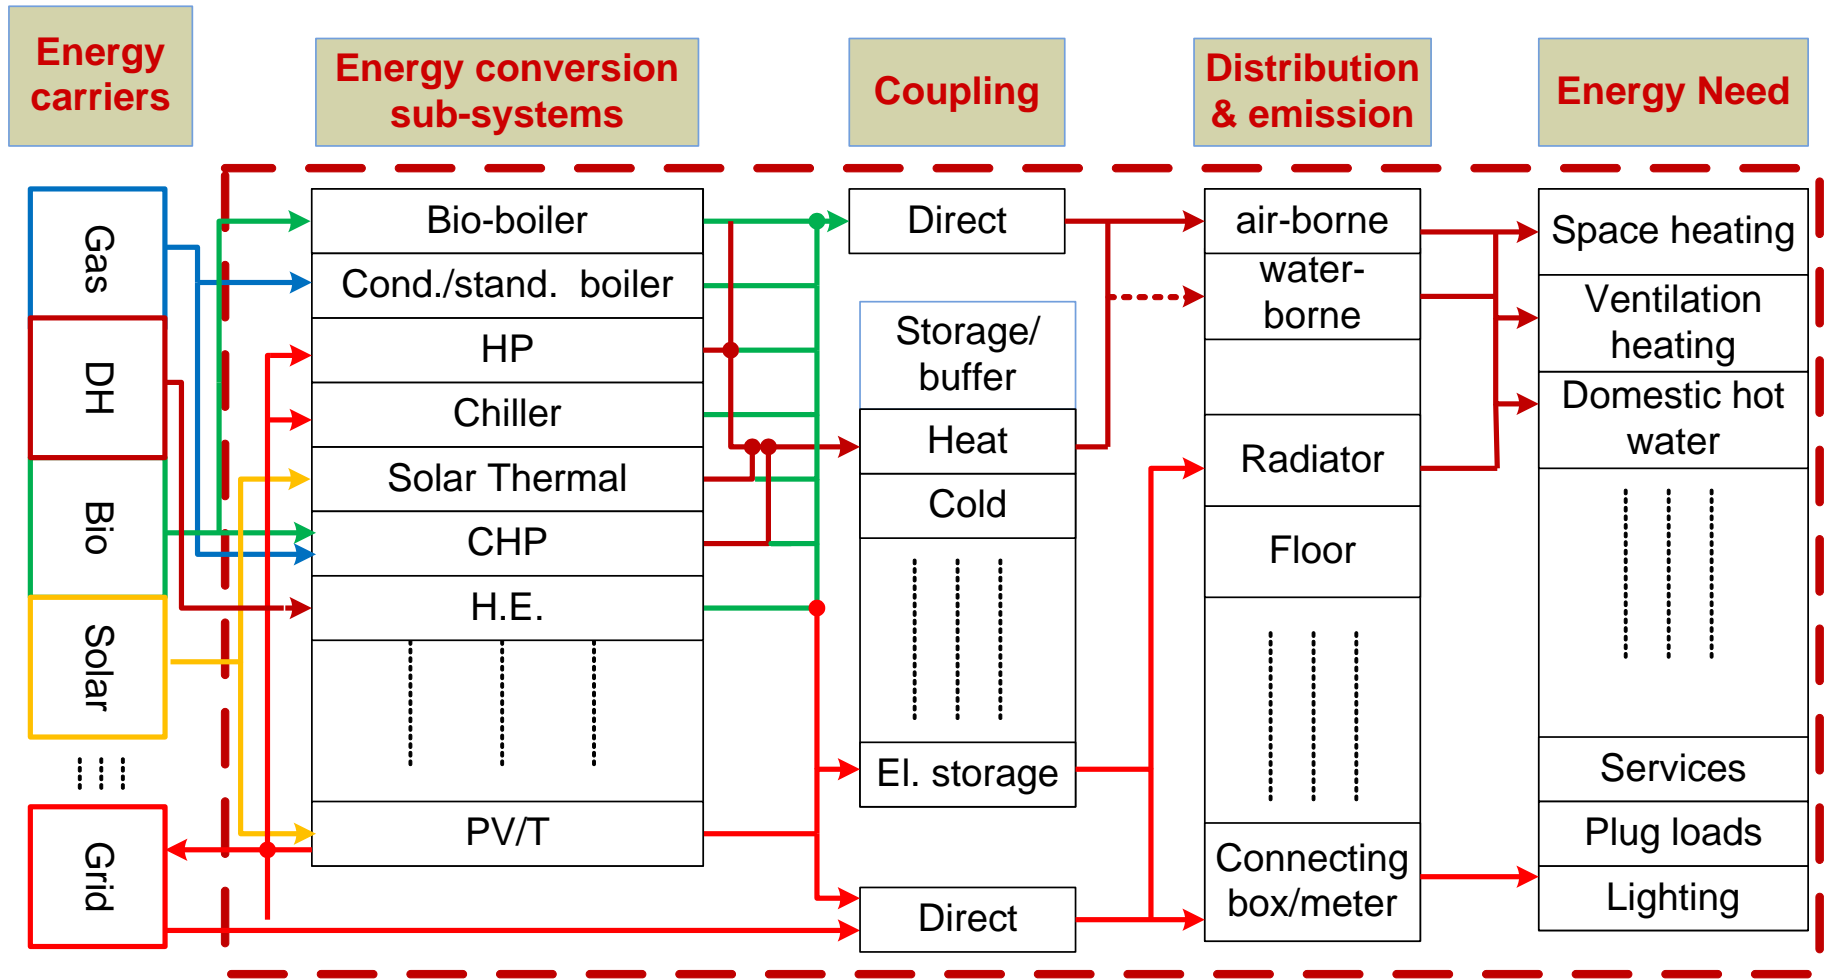 Energy
carriers
Energy conversion
sub-systems
Coupling
Distribution
& emission
Energy Need
Gas
DH
Bio
Solar
Grid
Bio-boiler
Cond./stand. boiler
HP
Chiller
Solar Thermal
CHP
H.E.
PV/T
Direct
Storage/
buffer
Heat
Cold
El. storage
Direct
air-borne
water-
borne
Radiator
Floor
Connecting
box/meter
Space heating
Ventilation
heating
Domestic hot
water
Services
Plug loads
Lighting